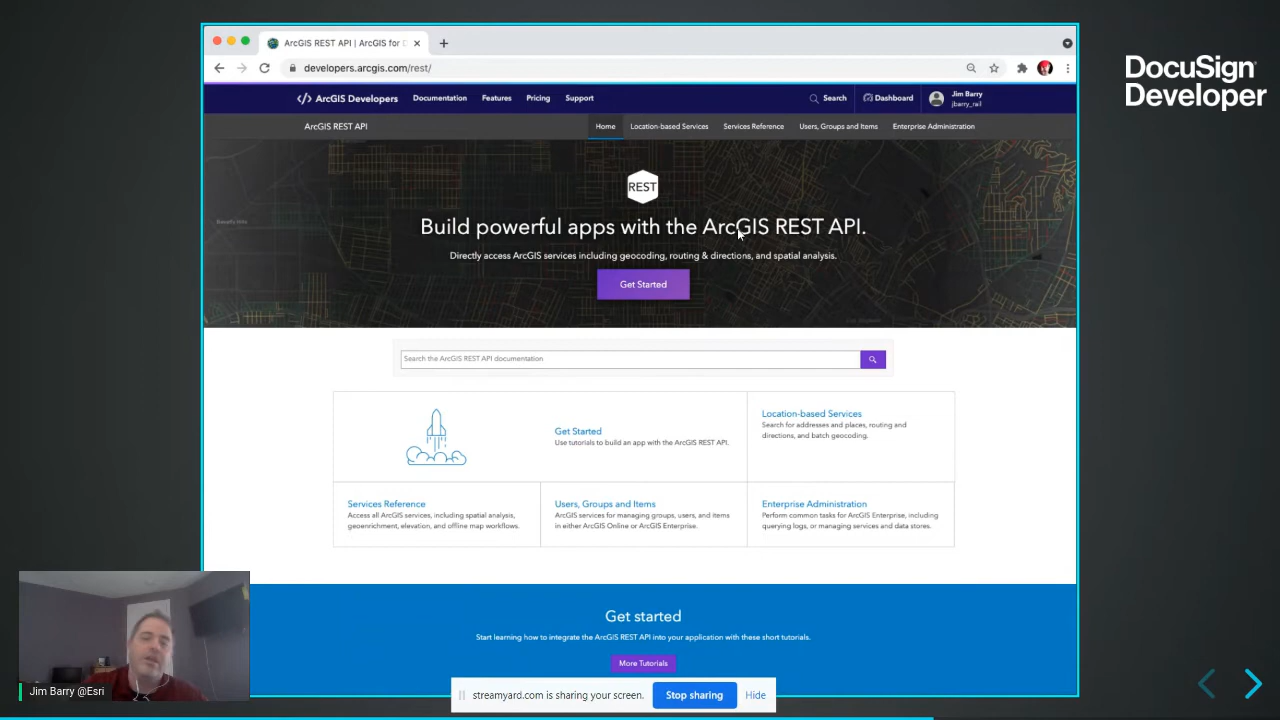 ArcGIS REST API | ArcGIS for D
developers.arcgis.com/rest/
DocuSign
Developer
ArcGIS Developers Documentation Features Pricing Support Search Dashboard Jim Barry
jbarry_rail
ArcGIS REST API Home Location-based Services Services Reference Users, Groups and Items Enterprise Administration
REST
Build powerful apps with the ArcGIS REST API.
Directly access ArcGIS services including geocoding, routing & directions, and spatial analysis.
Get Started
Search the ArcGIS REST API documentation
Get Started
Use tutorials to build an app with the ArcGIS REST API.
Location-based Services
Search for addresses and places, routing and
directions, and batch geocoding.
Services Reference
Access all ArcGIS services, including spatial analysis,
geoenrichment, elevation, and offline map workflows.
Users, Groups and Items
ArcGIS services for managing groups, users, and items
in either ArcGIS Online or ArcGIS Enterprise.
Enterprise Administration
Perform common tasks for ArcGIS Enterprise, including
querying logs, or managing services and data stores.
Get started
Start learning how to integrate the ArcGIS REST API into your application with these short tutorials.
More Tutorials
Jim Barry @Esri
streamyard.com is sharing your screen. Stop sharing Hide